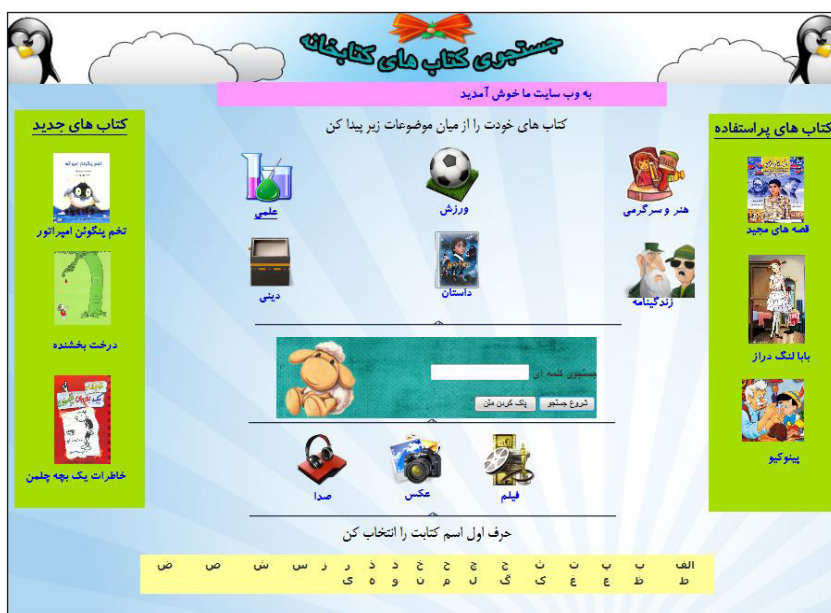 جستجوی کتاب های کتابخانه
به وب سایت ما خوش آمدید
کتاب های پراستفاده
قصه های مجید
بابا لنگ دراز
پینوکیو
کتاب های خودت را از میان موضوعات زیر پیدا کن
هنر و سرگرمی
ورزش
علمی
زندگینامه
داستان
دینی
جستجوی کلمه ای
شروع جستجو
پاک کردن متن
فیلم
عکس
صدا
حرف اول اسم کتابت را انتخاب کن
الف ب پ ت ث ج چ ح خ د ذ ر ز س ش ص ض
ط ظ ع غ ک گ ل م ن و ه ی
کتاب های جدید
تخم پنگوئن امپراتور
درخت بخشنده
خاطرات یک بچه چلمن